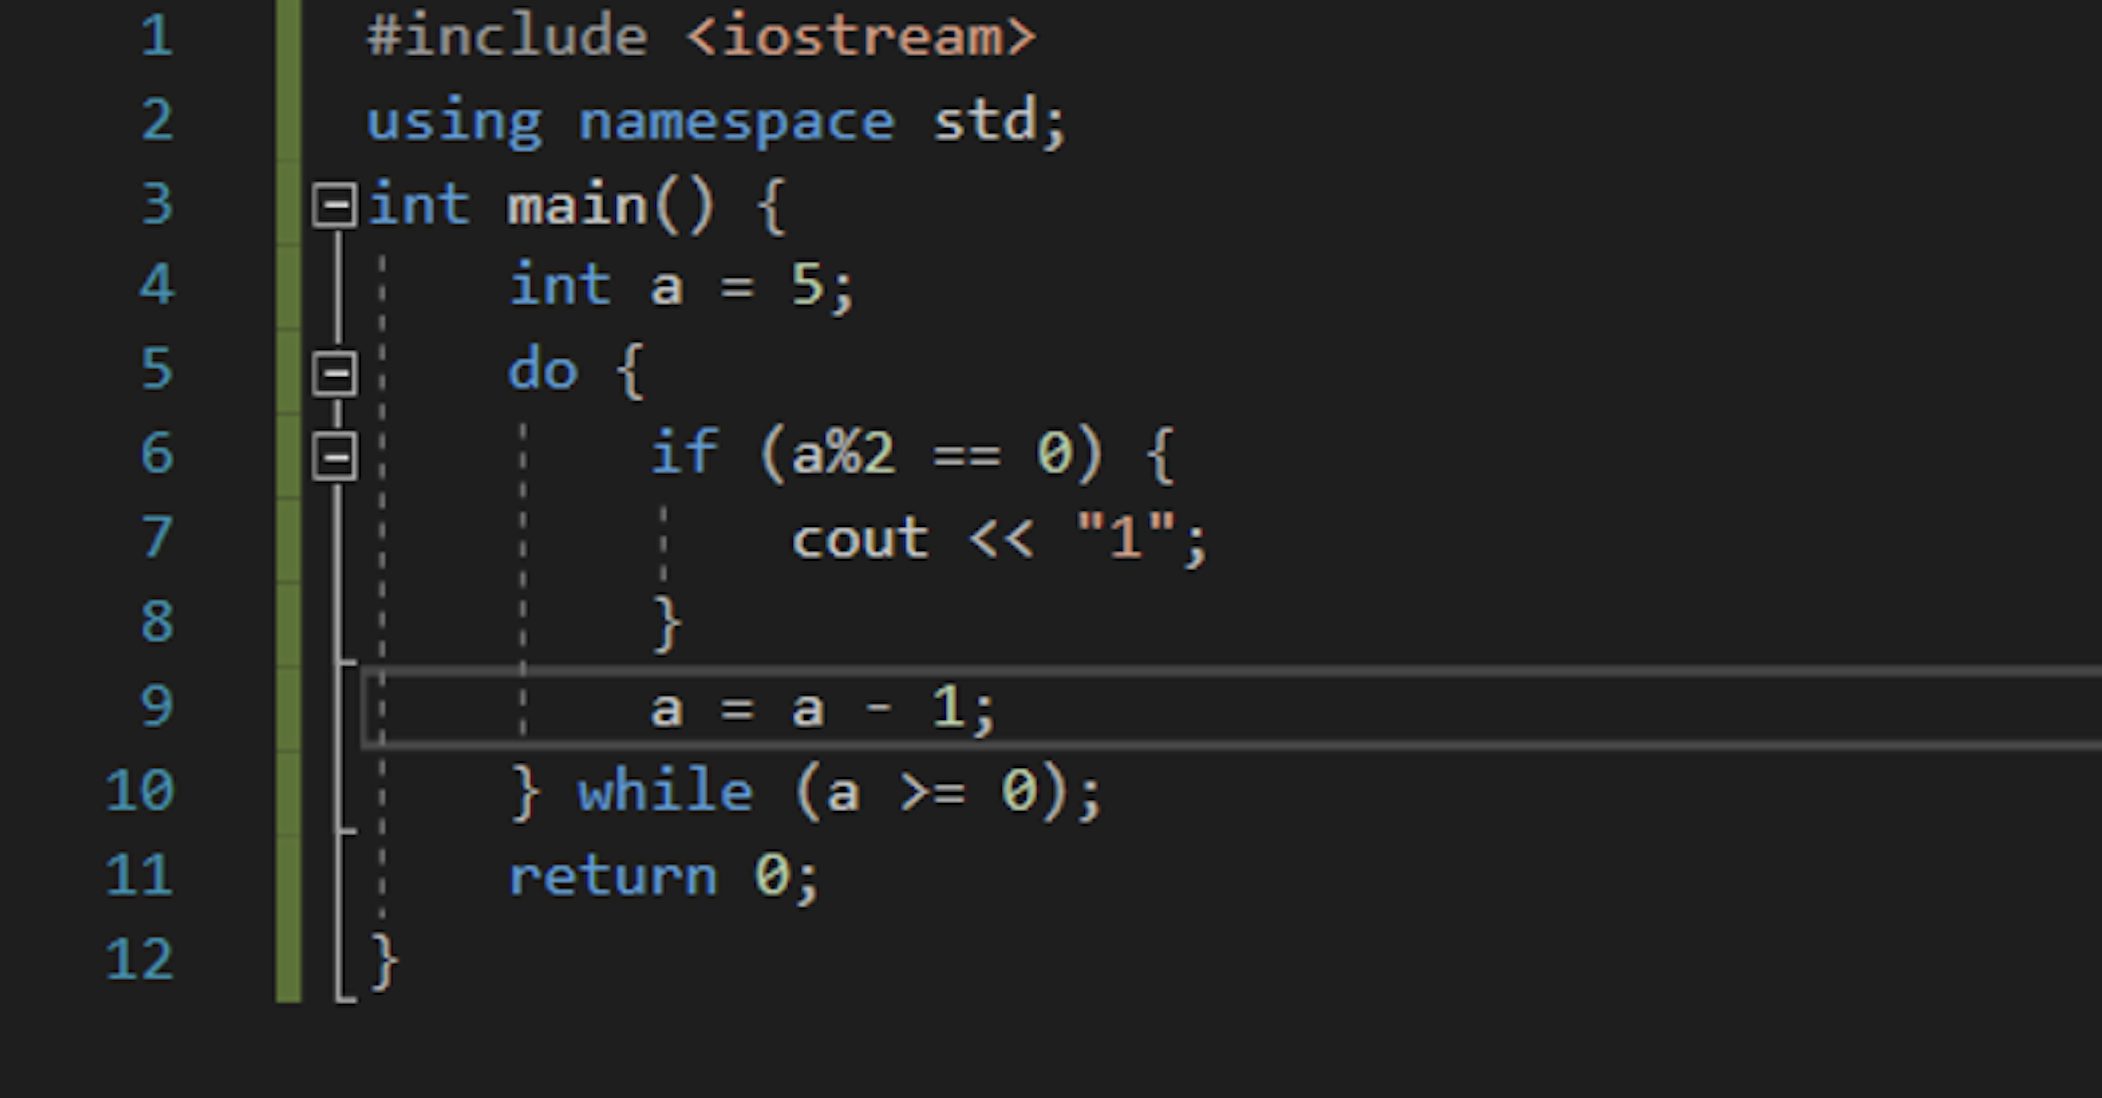 1 #include <iostream>
2 using namespace std;
3 int main() {
4 int a = 5;
5 do {
6 if (a%2 == 0) {
7 cout << "1";
8 }
9 a = a - 1;
10 } while (a >= 0);
11 return 0;
12 }